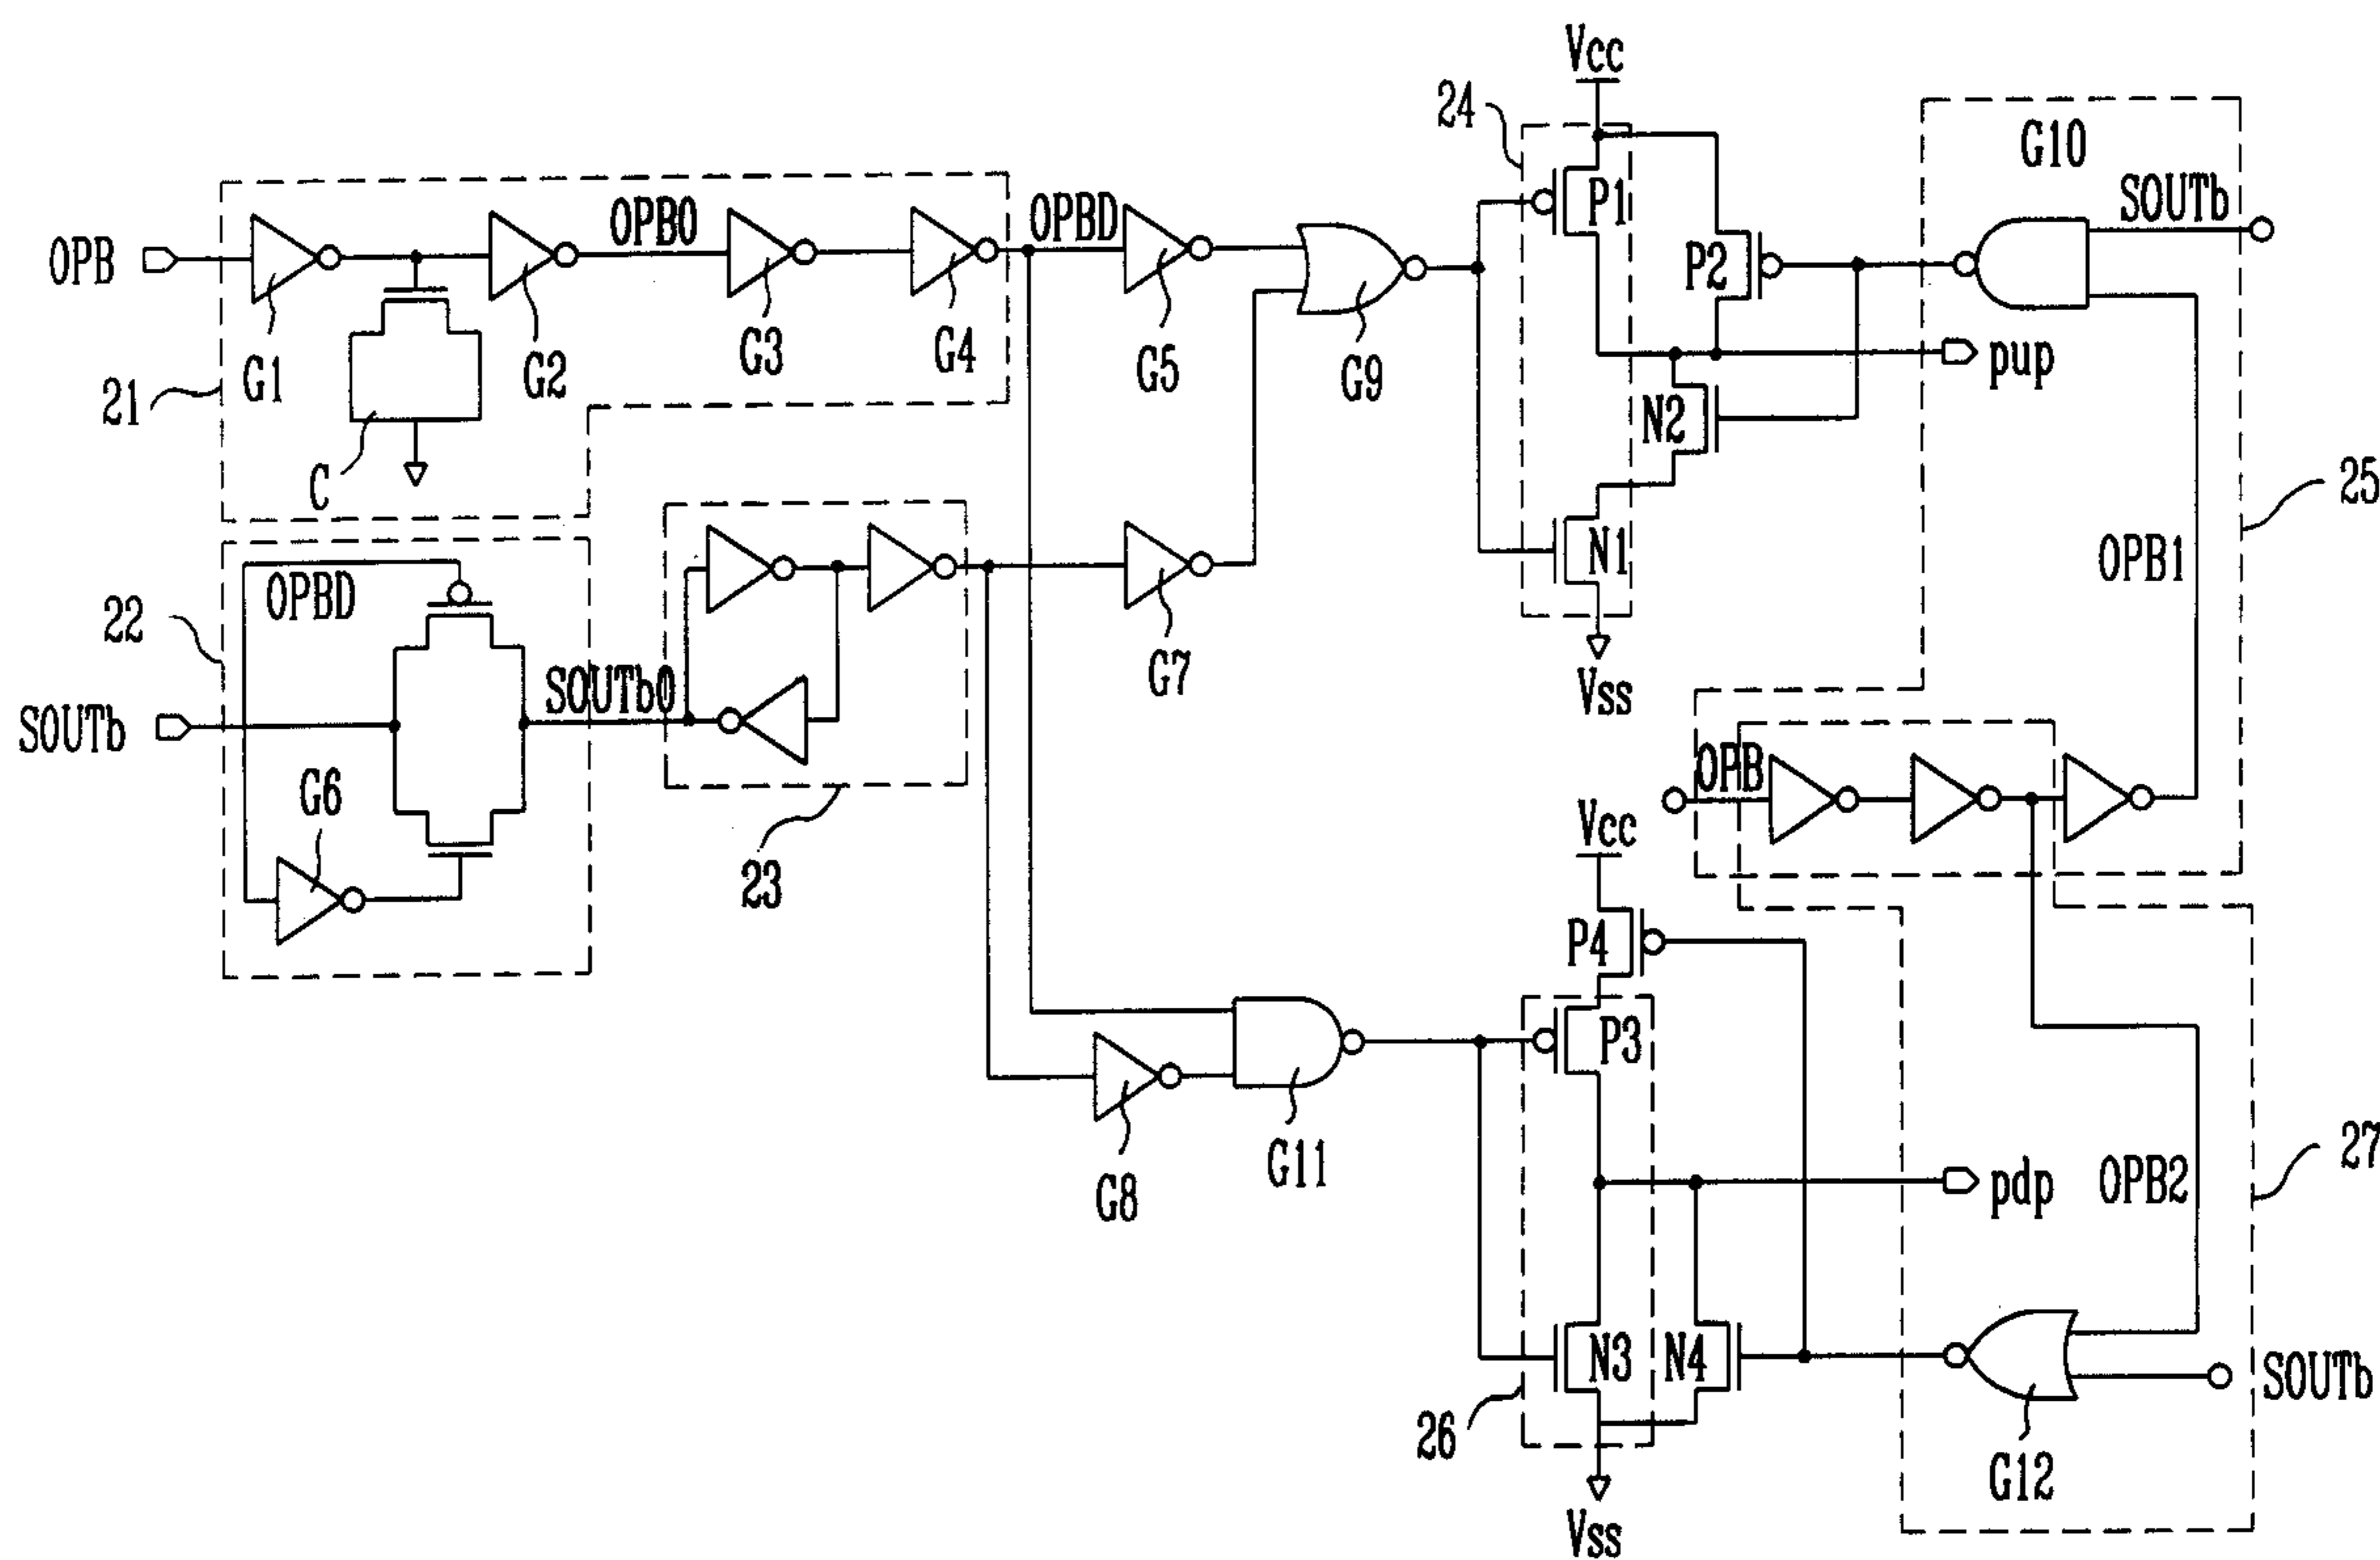 Vcc
24
G10
P1
SOUTb
OPB
OPB0
OPBD
P2
G1
G2
G3
G4
G5
G9
pup
21
N2
C
25
N1
OPB1
OPBD
22
G7
Vss
SOUTb
SOUTb0
G6
OPB
23
Vcc
P4
P3
G8
G11
27
pdp
OPB2
N3
N4
SOUTb
26
G12
Vss